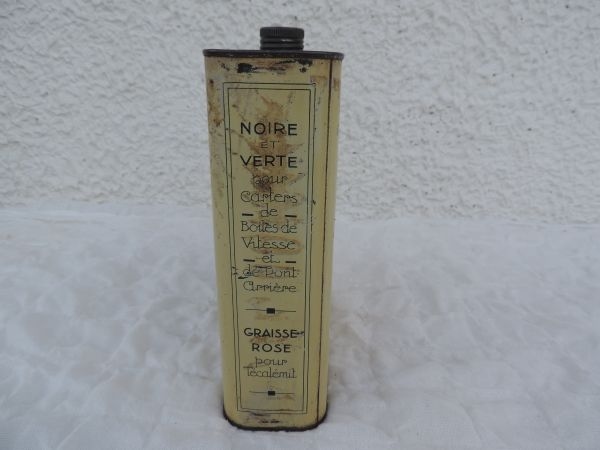 NOIRE
ET
VERTE
pour
Carters
de
Boîtes de
Vitesse
et
de Pont
Arrière
GRAISSE
ROSE
pour
Técalémit